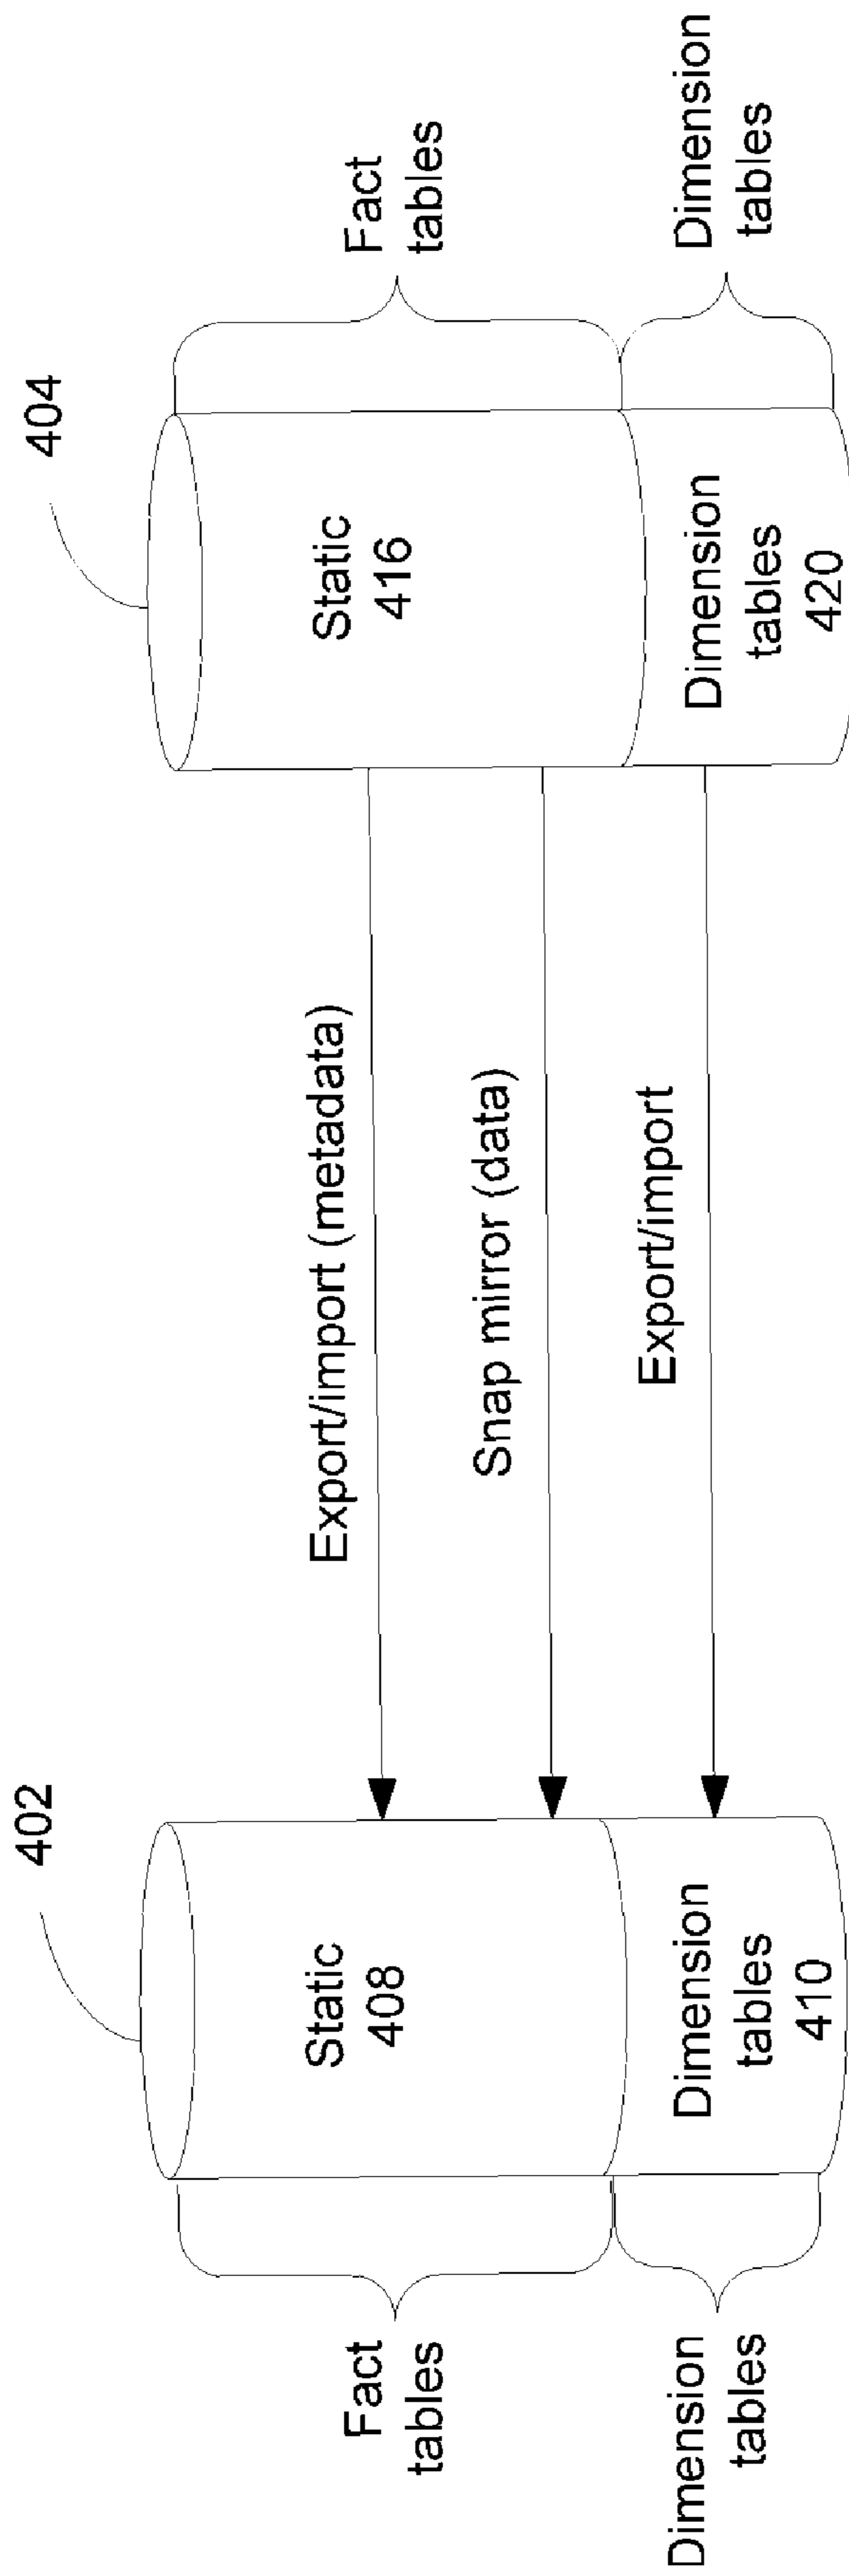 402
404
Fact
tables
Dimension
tables
Static
408
Dimension
tables
410
Export/import (metadata)
Snap mirror (data)
Export/import
Static
416
Dimension
tables
420
Fact
tables
Dimension
tables